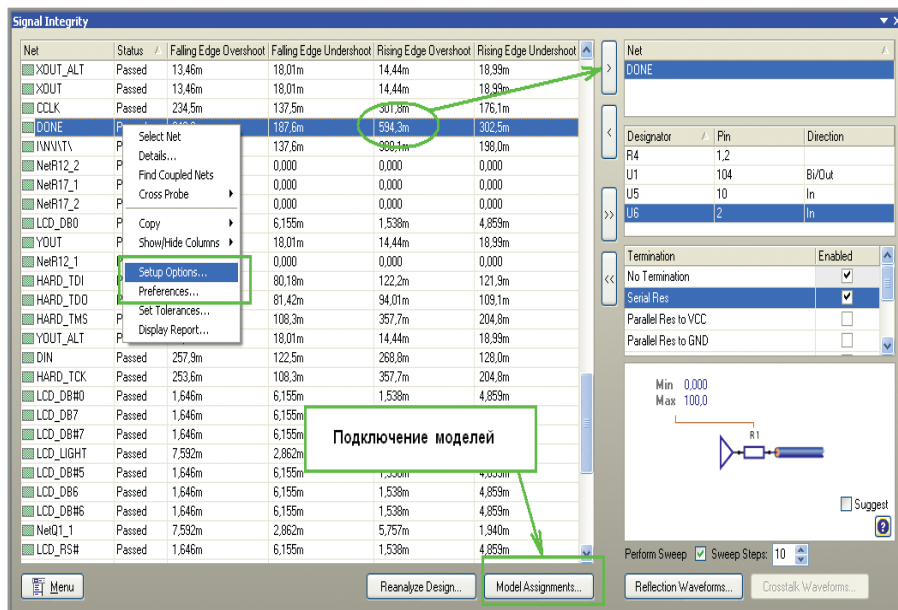 Signal Integrity
Net Status Falling Edge Overshoot Falling Edge Undershoot Rising Edge Overshoot Rising Edge Undershoot
XOUT_ALT Passed 13,46m 18,01m 14,44m 18,99m
XOUT Passed 13,46m 18,01m 14,44m 18,99m
CCLK Passed 234,5m 137,5m 301,8m 176,1m
DONE 187,6m 594,3m 302,5m
I\N\I\T\ 137,6m 198,0m
NetR12_2 0,000 0,000 0,000
NetR17_1 0,000 0,000 0,000
NetR17_2 0,000 0,000 0,000
LCD_DB0 6,155m 1,538m 4,859m
YOUT 18,01m 14,44m 18,99m
NetR12_1 0,000 0,000 0,000
HARD_TDI 80,18m 122,2m 121,9m
HARD_TDO 81,42m 94,01m 109,1m
HARD_TMS 108,3m 357,7m 204,8m
YOUT_ALT 18,01m 14,44m 18,99m
DIN Passed 257,9m 122,5m 268,8m 128,0m
HARD_TCK Passed 253,6m 108,3m 357,7m 204,8m
LCD_DB#0 Passed 1,646m 6,155m 1,538m 4,859m
LCD_DB7 Passed 1,646m 6,155m
LCD_DB#7 Passed 1,646m 6,155m
LCD_LIGHT Passed 7,592m 2,862m
LCD_DB#5 Passed 1,646m 6,155m 1,538m 4,859m
LCD_DB6 Passed 1,646m 6,155m 1,538m 4,859m
LCD_DB#6 Passed 1,646m 6,155m 1,538m 4,859m
NetQ1_1 Passed 7,592m 2,862m 5,757m 1,940m
LCD_RS# Passed 1,646m 6,155m 1,538m 4,859m
Select Net
Details...
Find Coupled Nets
Cross Probe
Copy
Show/Hide Columns
Setup Options...
Preferences...
Set Tolerances...
Display Report...
Подключение моделей
Menu
Reanalyze Design...
Model Assignments...
>
<
>>
<<
Net
DONE
Designator Pin Direction
R4 1,2
U1 104 Bi/Out
U5 10 In
U6 2 In
Termination Enabled
No Termination
Serial Res
Parallel Res to VCC
Parallel Res to GND
Min 0,000
Max 100,0
R1
Suggest
?
Perform Sweep Sweep Steps: 10
Reflection Waveforms...
Crosstalk Waveforms...